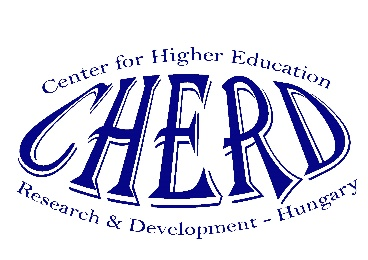 Center for Higher Education
CHERD
Research & Development - Hungary